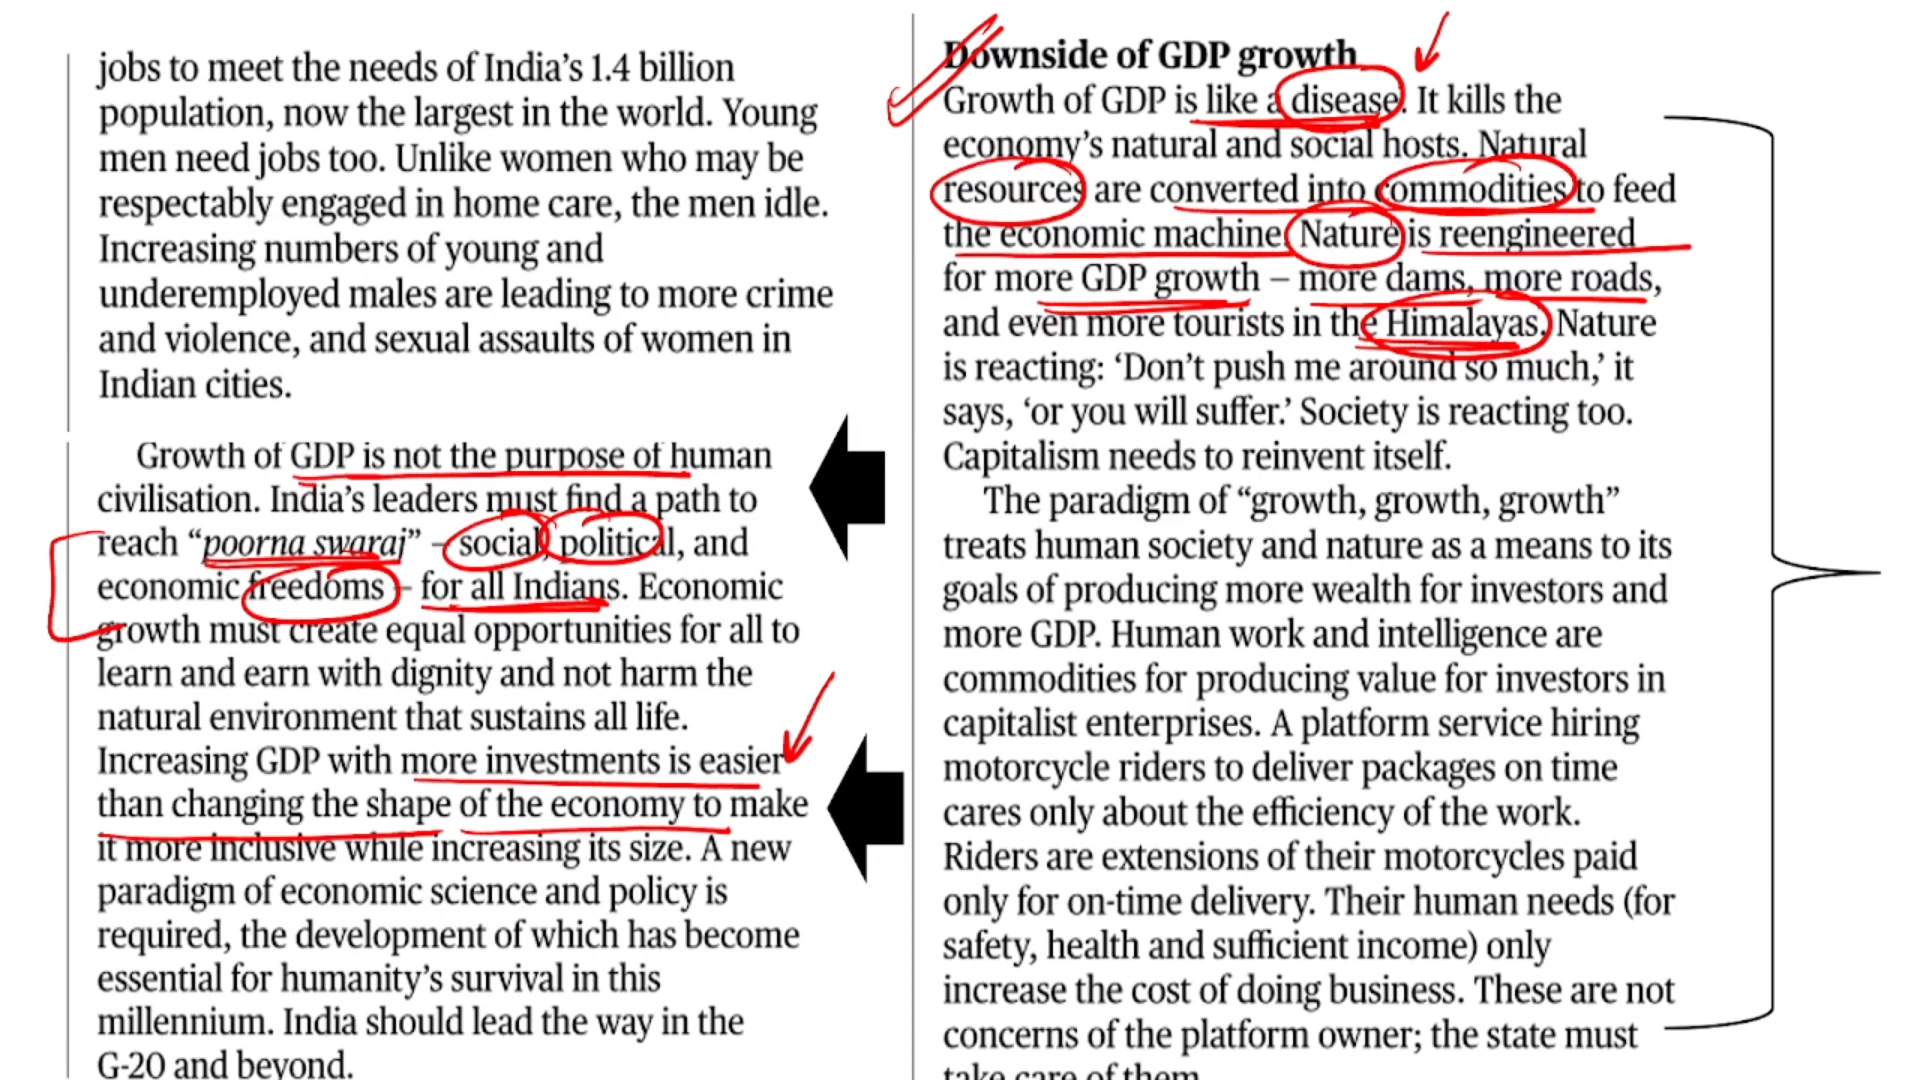 jobs to meet the needs of India’s 1.4 billion
population, now the largest in the world. Young
men need jobs too. Unlike women who may be
respectably engaged in home care, the men idle.
Increasing numbers of young and
underemployed males are leading to more crime
and violence, and sexual assaults of women in
Indian cities.
Growth of GDP is not the purpose of human
civilisation. India’s leaders must find a path to
reach “poorna swaraj” – social, political, and
economic freedoms – for all Indians. Economic
growth must create equal opportunities for all to
learn and earn with dignity and not harm the
natural environment that sustains all life.
Increasing GDP with more investments is easier
than changing the shape of the economy to make
it more inclusive while increasing its size. A new
paradigm of economic science and policy is
required, the development of which has become
essential for humanity’s survival in this
millennium. India should lead the way in the
G-20 and beyond.
Downside of GDP growth
Growth of GDP is like a disease. It kills the
economy’s natural and social hosts. Natural
resources are converted into commodities to feed
the economic machine. Nature is reengineered
for more GDP growth – more dams, more roads,
and even more tourists in the Himalayas. Nature
is reacting: ‘Don’t push me around so much,’ it
says, ‘or you will suffer.’ Society is reacting too.
Capitalism needs to reinvent itself.
The paradigm of “growth, growth, growth”
treats human society and nature as a means to its
goals of producing more wealth for investors and
more GDP. Human work and intelligence are
commodities for producing value for investors in
capitalist enterprises. A platform service hiring
motorcycle riders to deliver packages on time
cares only about the efficiency of the work.
Riders are extensions of their motorcycles paid
only for on-time delivery. Their human needs (for
safety, health and sufficient income) only
increase the cost of doing business. These are not
concerns of the platform owner; the state must
take care of them